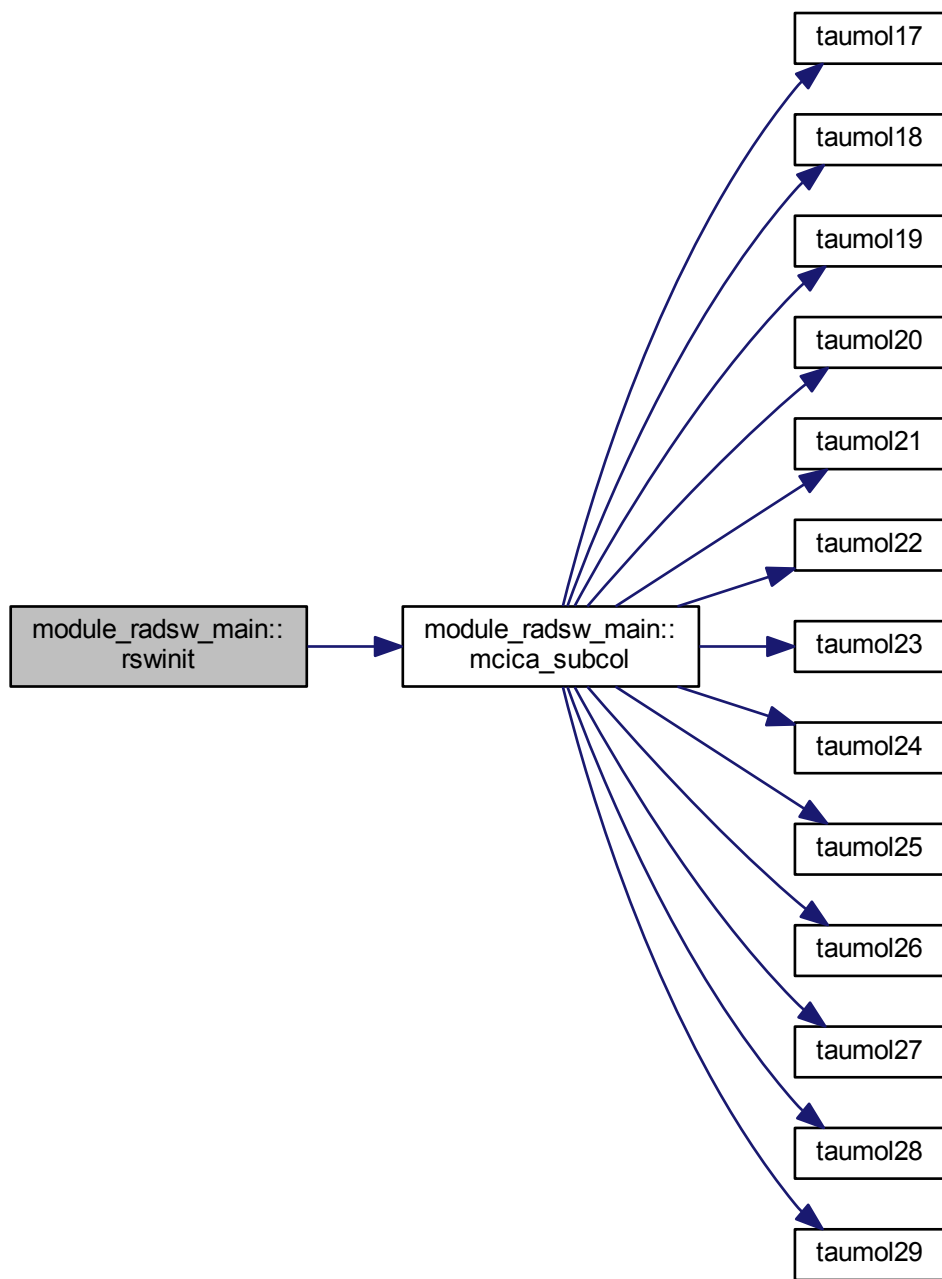 module_radsw_main::
rswinit
module_radsw_main::
mcica_subcol
taumol17
taumol18
taumol19
taumol20
taumol21
taumol22
taumol23
taumol24
taumol25
taumol26
taumol27
taumol28
taumol29